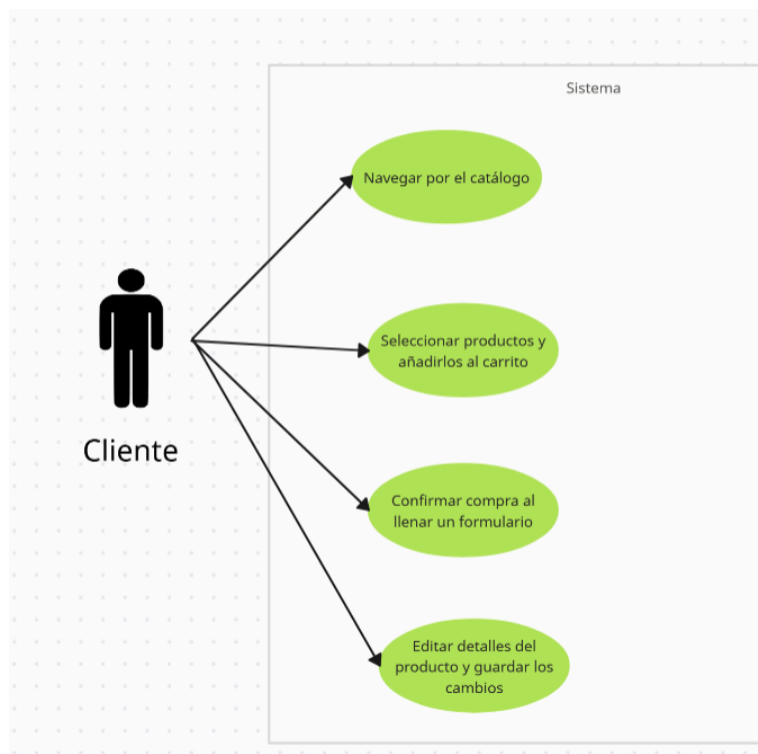 Sistema
Navegar por el catálogo
Seleccionar productos y
añadirlos al carrito
Cliente
Confirmar compra al
llenar un formulario
Editar detalles del
producto y guardar los
cambios